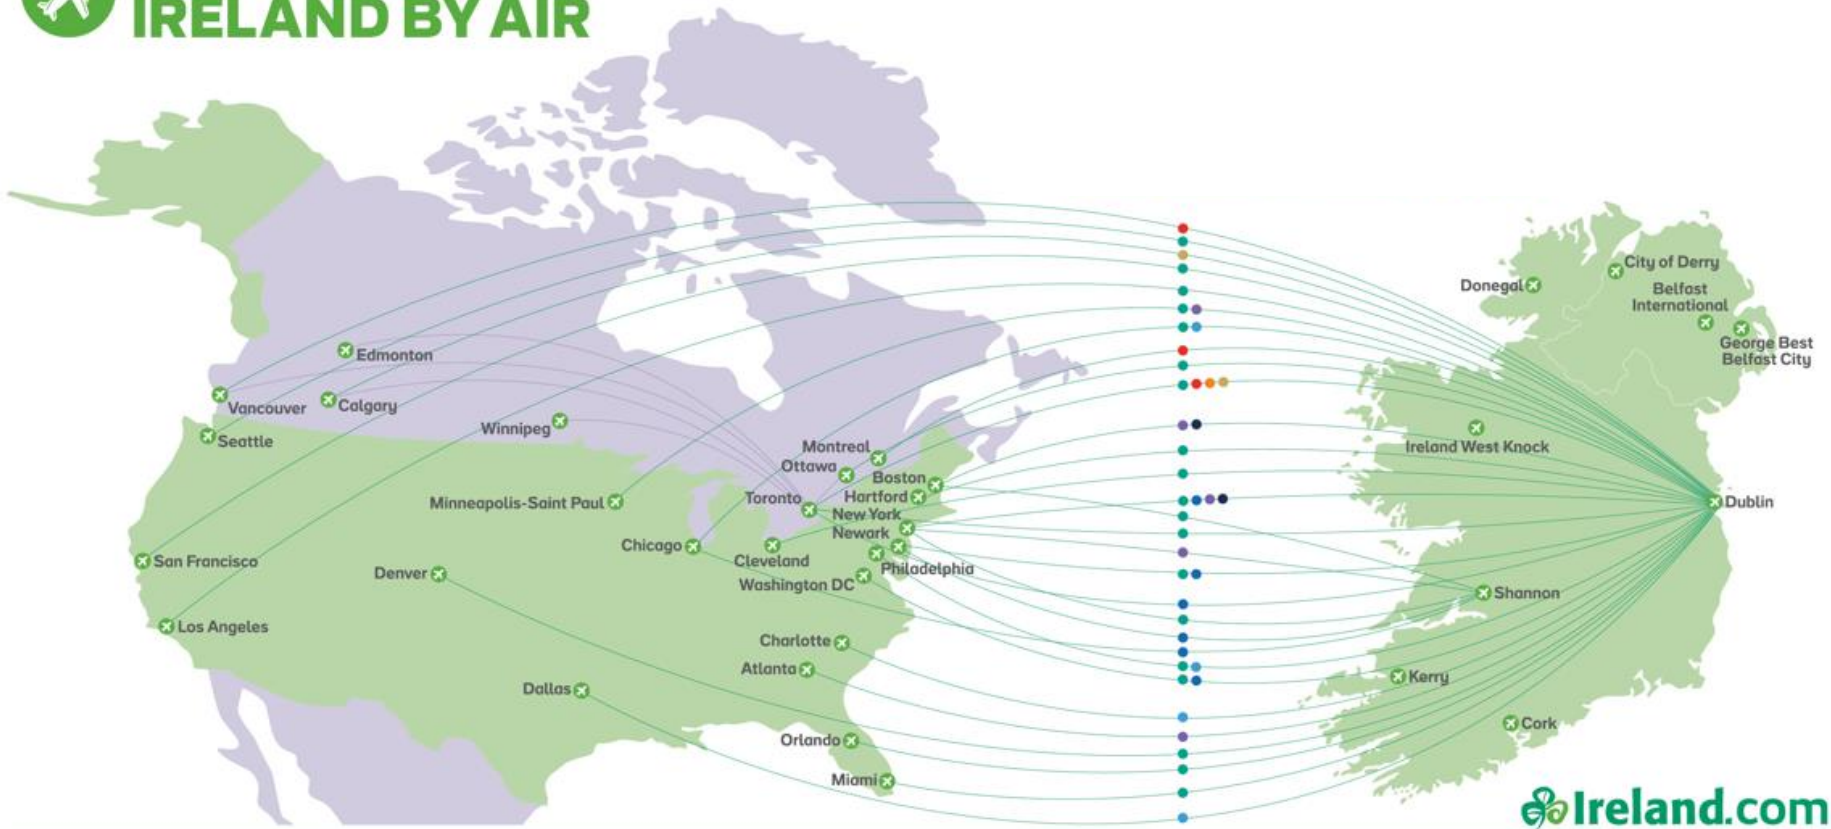 IRELAND BY AIR
City of Derry
Donegal
Belfast
International
George Best
Belfast City
Edmonton
Vancouver
Calgary
Seattle
Winnipeg
Montreal
Ottawa
Boston
Ireland West Knock
Minneapolis-Saint Paul
Toronto
Hartford
New York
Dublin
Newark
Chicago
Cleveland
San Francisco
Philadelphia
Denver
Washington DC
Shannon
Los Angeles
Charlotte
Atlanta
Kerry
Dallas
Cork
Orlando
Miami
Ireland.com